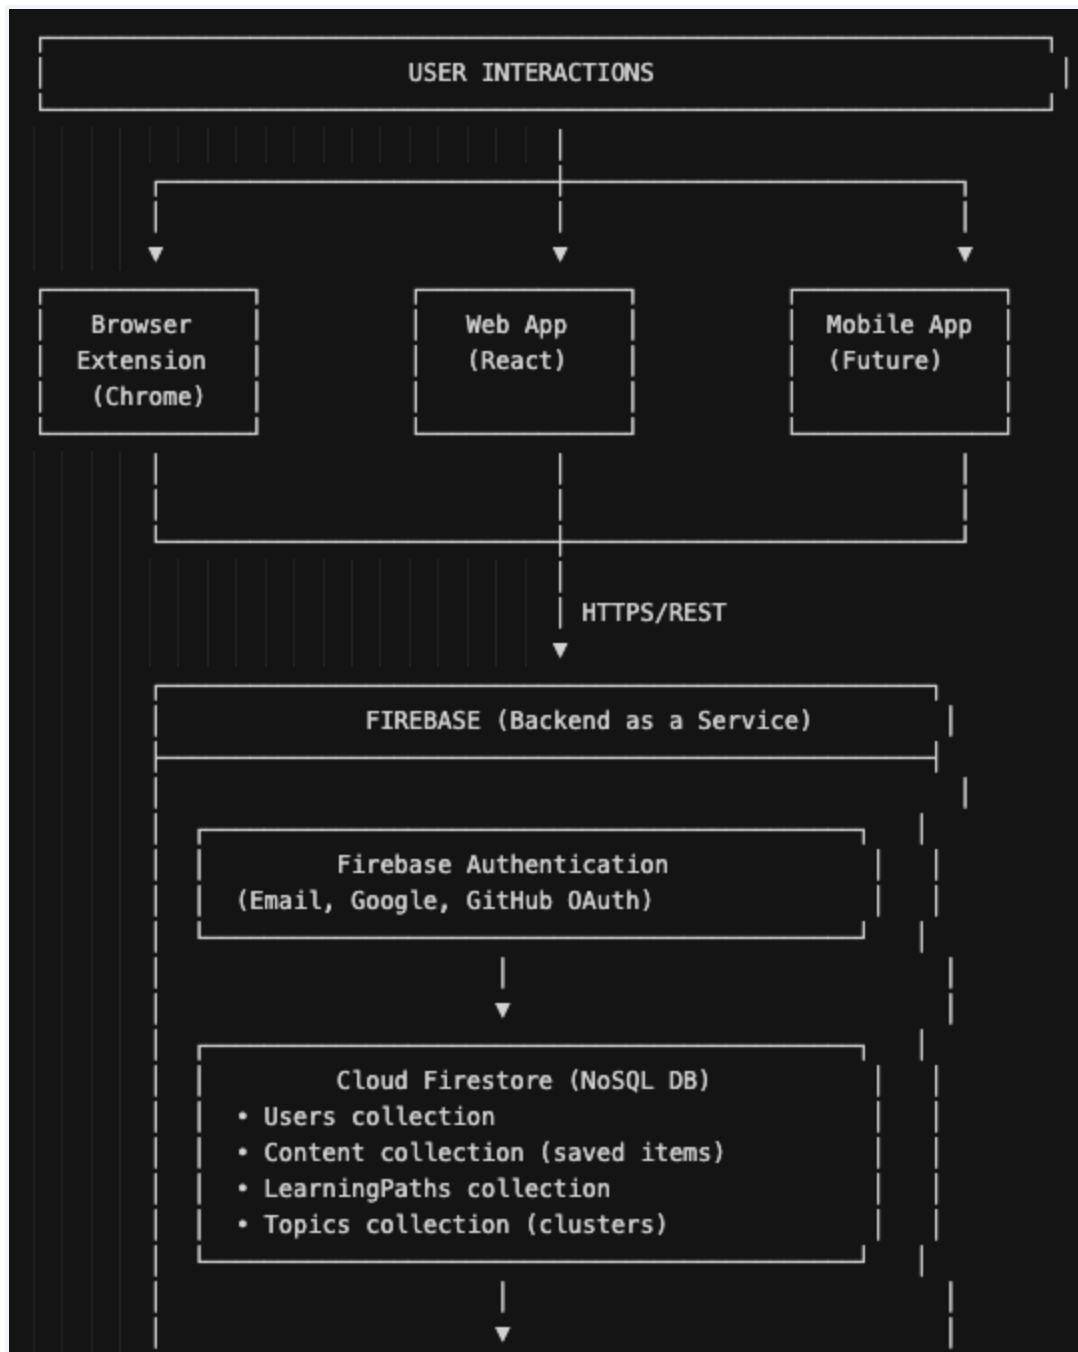 USER INTERACTIONS
Browser Extension (Chrome)
Web App (React)
Mobile App (Future)
HTTPS/REST
FIREBASE (Backend as a Service)
Firebase Authentication
(Email, Google, GitHub OAuth)
Cloud Firestore (NoSQL DB)
• Users collection
• Content collection (saved items)
• LearningPaths collection
• Topics collection (clusters)